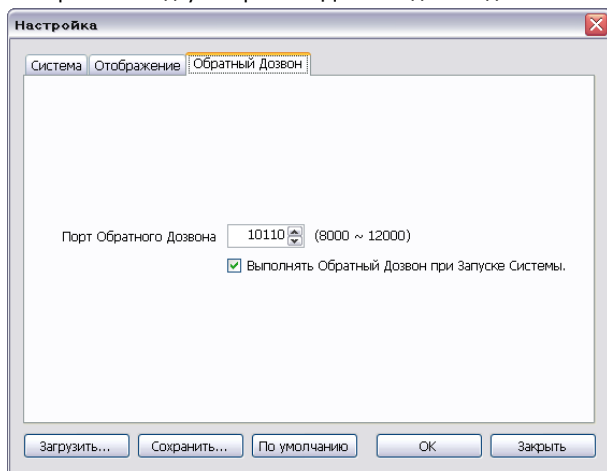 Настройка
Система Отображение Обратный Дозвон
Порт Обратного Дозвона 10110 (8000 ~ 12000)
Выполнять Обратный Дозвон при Запуске Системы.
Загрузить... Сохранить... По умолчанию OK Закрыть